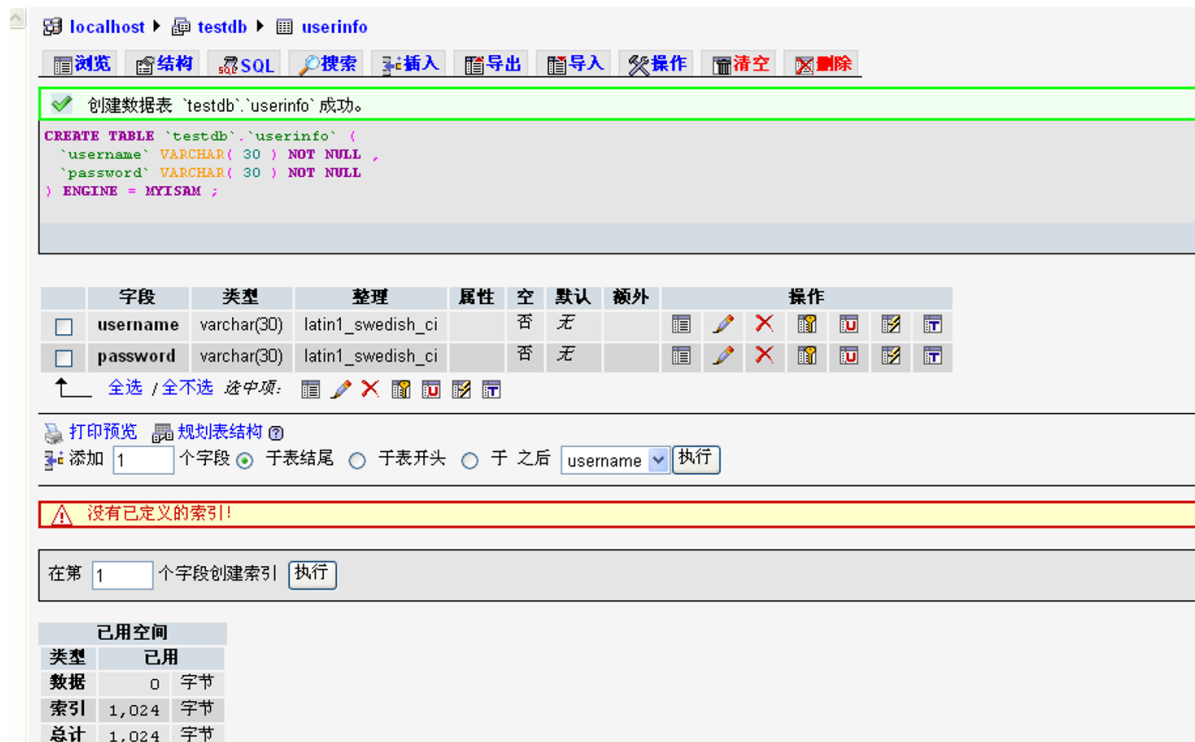 localhost ▸ testdb ▸ userinfo
浏览 结构 SQL 搜索 插入 导出 导入 操作 清空 删除
创建数据表 `testdb`.`userinfo` 成功。
CREATE TABLE `testdb`.`userinfo` (
`username` VARCHAR( 30 ) NOT NULL ,
`password` VARCHAR( 30 ) NOT NULL
) ENGINE = MYISAM ;
字段 类型 整理 属性 空 默认 额外 操作
username varchar(30) latin1_swedish_ci 否 无
password varchar(30) latin1_swedish_ci 否 无
全选 / 全不选 选中项:
打印预览 规划表结构
添加 1 个字段 于表结尾 于表开头 于 之后 username 执行
没有已定义的索引!
在第 1 个字段创建索引 执行
已用空间
类型 已用
数据 0 字节
索引 1,024 字节
总计 1,024 字节